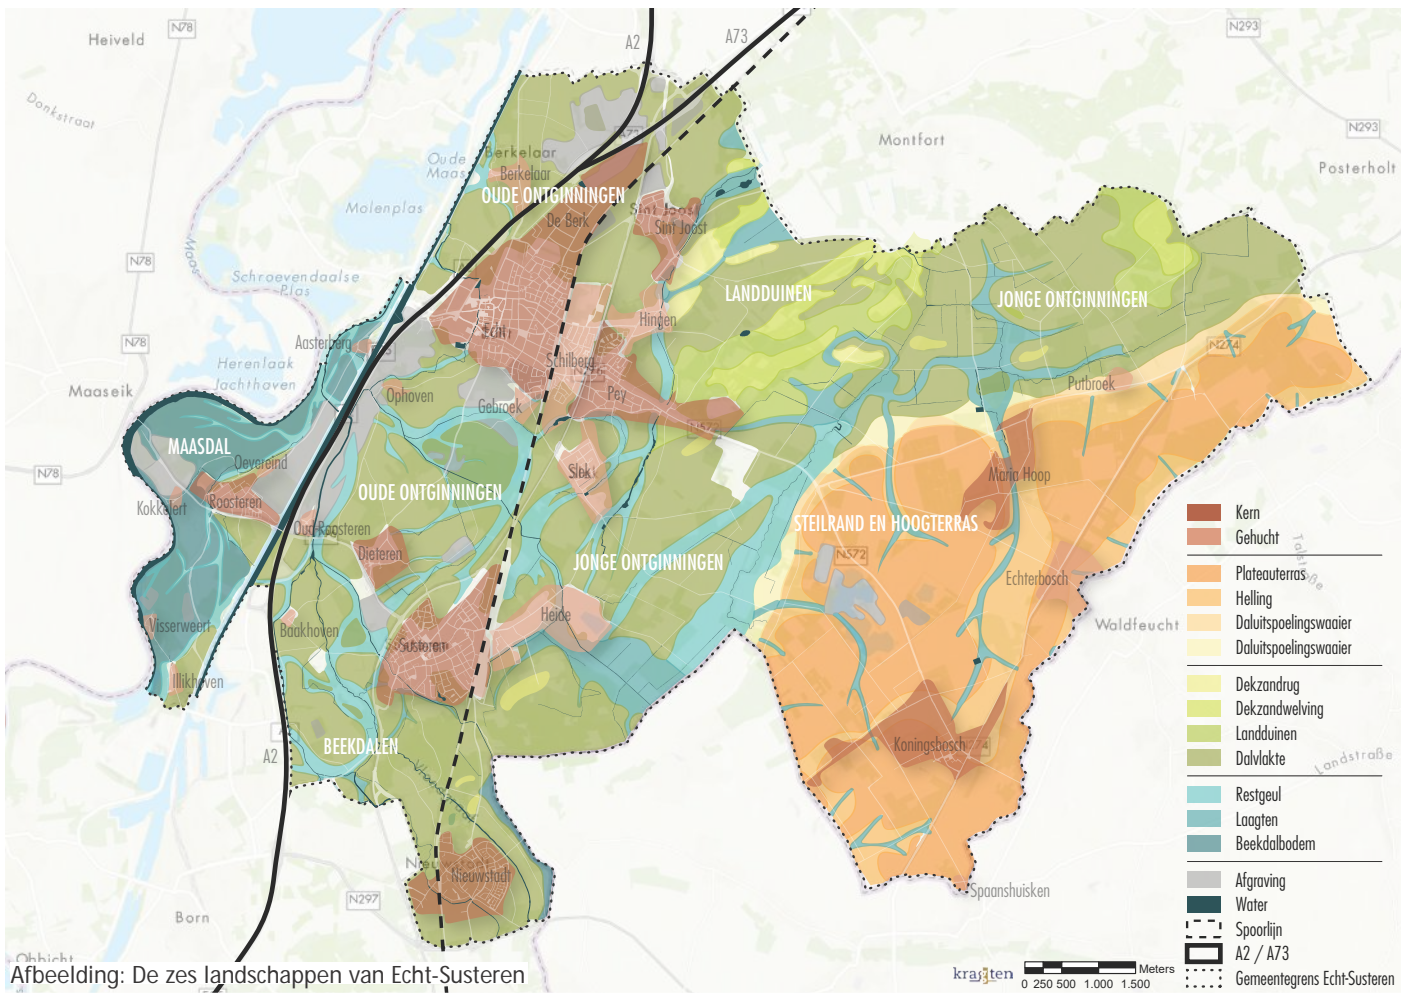 N78
Heiveld
A2
A73
N293
Donkstraat
Montfort
N293
Posterholt
Oude
Maas
Berkelaar
Berkelaar
OUDE ONTGINNINGEN
De Berk
Sint Joost
Sint Joost
Molenplas
Maas
N78
Schroevendaalse
Plas
LANDDUINEN
JONGE ONTGINNINGEN
Hingen
Echt
Aasterberg
N78
Herenlaak
Jachthaven
Schilberg
N274
Maaseik
Ophoven
Gebroek
Pey
Putbroek
N572
MAASDAL
Oevereind
N78
Kokkelert
Roosteren
OUDE ONTGINNINGEN
Slek
Maria Hoop
Oud-Roosteren
Dieteren
STEILRAND EN HOOGTERRAS
N572
JONGE ONTGINNINGEN
Echterbosch
Talstraße
Heide
Visserweert
Baakhoven
Susteren
Waldfeucht
Illikhoven
BEEKDALEN
A2
Koningsbosch
Landstraße
Nieuwstadt
N297
Spaanshuisken
Born
Kern
Gehucht
Plateauterras
Helling
Daluitspoelingswaaier
Daluitspoelingswaaier
Dekzandrug
Dekzandwelving
Landduinen
Dalvlakte
Restgeul
Laagten
Beekdalbodem
Afgraving
Water
Spoorlijn
A2 / A73
Gemeentegrens Echt-Susteren
Afbeelding: De zes landschappen van Echt-Susteren
kragten
Meters
0 250 500 1.000 1.500